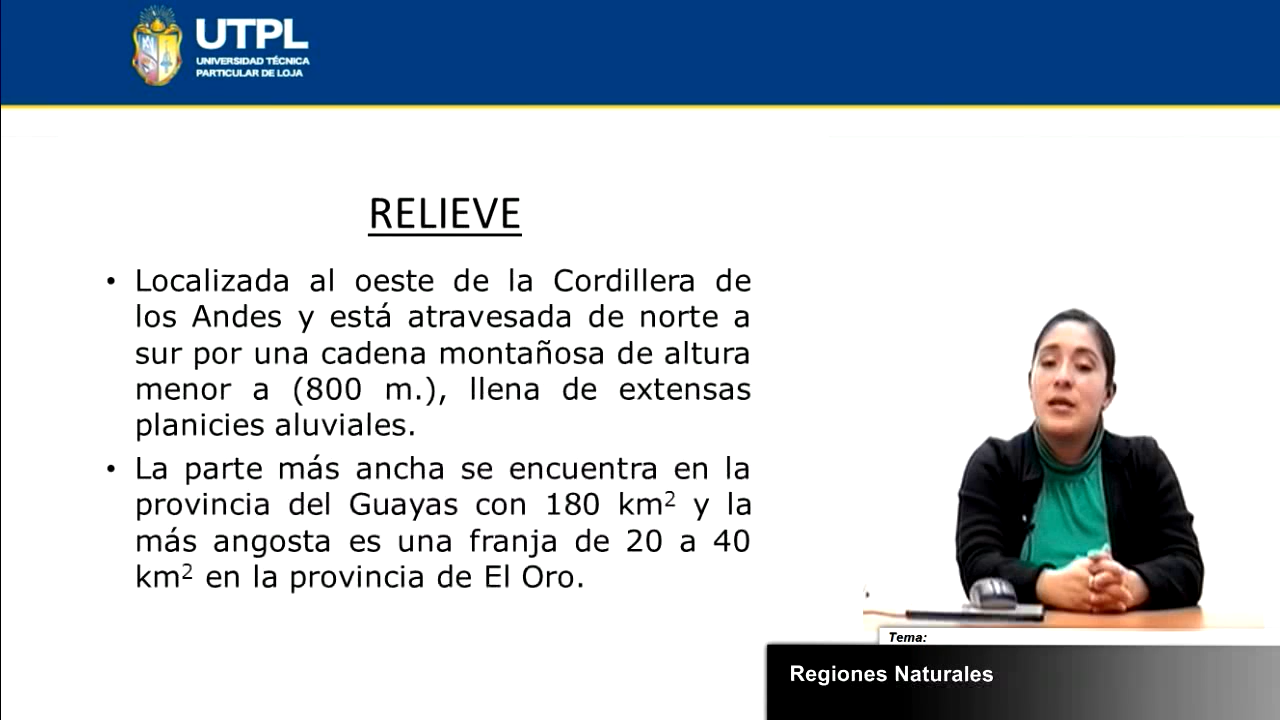 UTPL
UNIVERSIDAD TÉCNICA
PARTICULAR DE LOJA
RELIEVE
• Localizada al oeste de la Cordillera de
los Andes y está atravesada de norte a
sur por una cadena montañosa de altura
menor a (800 m.), llena de extensas
planicies aluviales.
• La parte más ancha se encuentra en la
provincia del Guayas con 180 km² y la
más angosta es una franja de 20 a 40
km² en la provincia de El Oro.
Tema:
Regiones Naturales